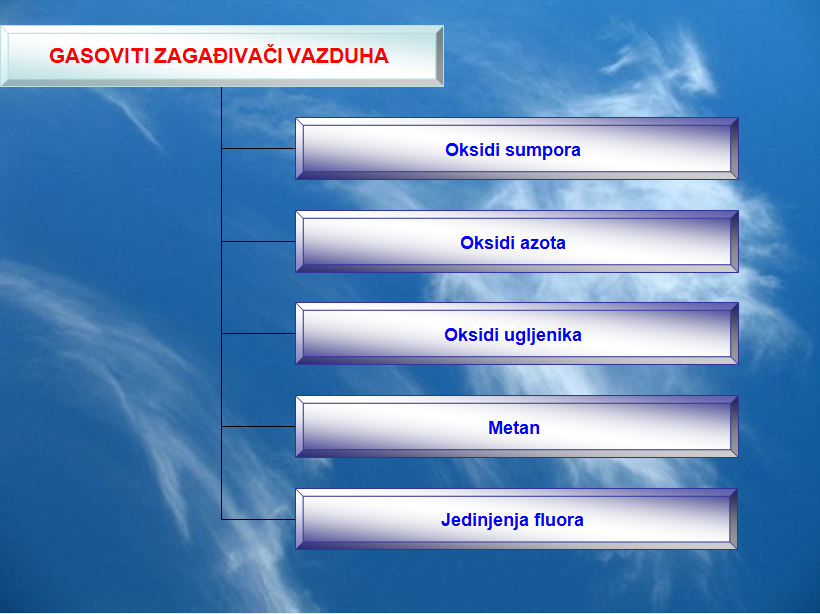 GASOVITI ZAGAĐIVAČI VAZDUHA
Oksidi sumpora
Oksidi azota
Oksidi ugljenika
Metan
Jedinjenja fluora